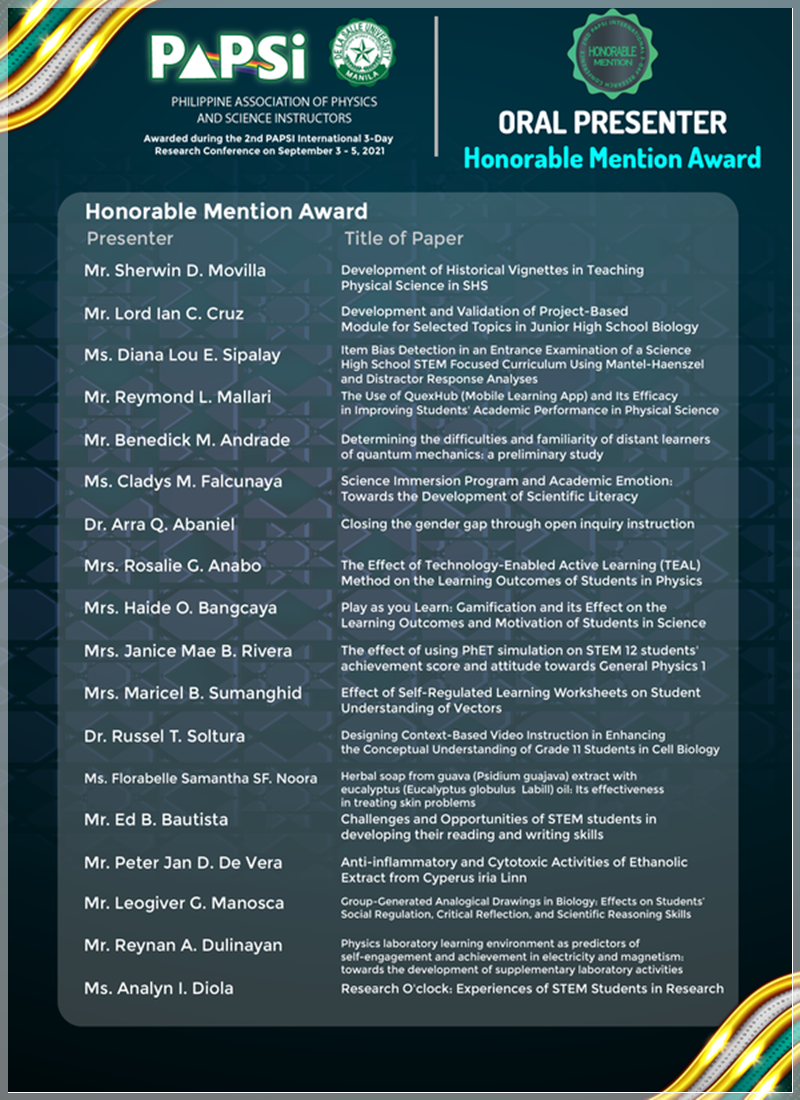 PAPSi
DE LA SALLE UNIVERSITY
MANILA
PHILIPPINE ASSOCIATION OF PHYSICS
AND SCIENCE INSTRUCTORS
Awarded during the 2nd PAPSI International 3-Day
Research Conference on September 3 - 5, 2021
HONORABLE
MENTION
ORAL PRESENTER
Honorable Mention Award
Honorable Mention Award
Presenter Title of Paper
Mr. Sherwin D. Movilla Development of Historical Vignettes in Teaching
Physical Science in SHS
Mr. Lord Ian C. Cruz Development and Validation of Project-Based
Module for Selected Topics in Junior High School Biology
Ms. Diana Lou E. Sipalay Item Bias Detection in an Entrance Examination of a Science
High School STEM Focused Curriculum Using Mantel-Haenszel
and Distractor Response Analyses
Mr. Reymond L. Mallari The Use of QuexHub (Mobile Learning App) and Its Efficacy
in Improving Students' Academic Performance in Physical Science
Mr. Benedick M. Andrade Determining the difficulties and familiarity of distant learners
of quantum mechanics: a preliminary study
Ms. Cladys M. Falcunaya Science Immersion Program and Academic Emotion:
Towards the Development of Scientific Literacy
Dr. Arra Q. Abaniel Closing the gender gap through open inquiry instruction
Mrs. Rosalie G. Anabo The Effect of Technology-Enabled Active Learning (TEAL)
Method on the Learning Outcomes of Students in Physics
Mrs. Haide O. Bangcaya Play as you Learn: Gamification and its Effect on the
Learning Outcomes and Motivation of Students in Science
Mrs. Janice Mae B. Rivera The effect of using PhET simulation on STEM 12 students'
achievement score and attitude towards General Physics 1
Mrs. Maricel B. Sumanghid Effect of Self-Regulated Learning Worksheets on Student
Understanding of Vectors
Dr. Russel T. Soltura Designing Context-Based Video Instruction in Enhancing
the Conceptual Understanding of Grade 11 Students in Cell Biology
Ms. Florabelle Samantha SF. Noora Herbal soap from guava (Psidium guajava) extract with
eucalyptus (Eucalyptus globulus Labill) oil: Its effectiveness
in treating skin problems
Mr. Ed B. Bautista Challenges and Opportunities of STEM students in
developing their reading and writing skills
Mr. Peter Jan D. De Vera Anti-inflammatory and Cytotoxic Activities of Ethanolic
Extract from Cyperus iria Linn
Mr. Leogiver G. Manosca Group-Generated Analogical Drawings in Biology: Effects on Students'
Social Regulation, Critical Reflection, and Scientific Reasoning Skills
Mr. Reynan A. Dulinayan Physics laboratory learning environment as predictors of
self-engagement and achievement in electricity and magnetism:
towards the development of supplementary laboratory activities
Ms. Analyn I. Diola Research O'clock: Experiences of STEM Students in Research